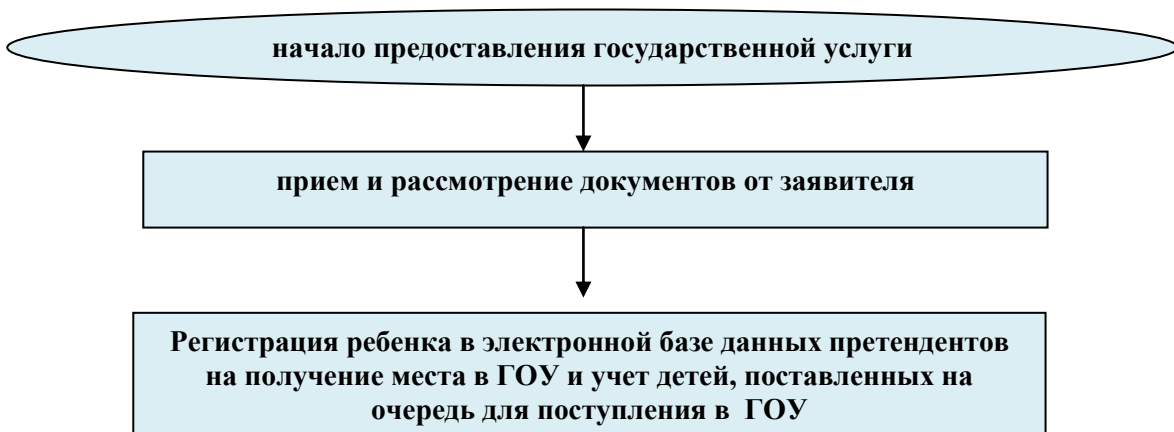 начало предоставления государственной услуги
прием и рассмотрение документов от заявителя
Регистрация ребенка в электронной базе данных претендентов
на получение места в ГОУ и учет детей, поставленных на
очередь для поступления в ГОУ